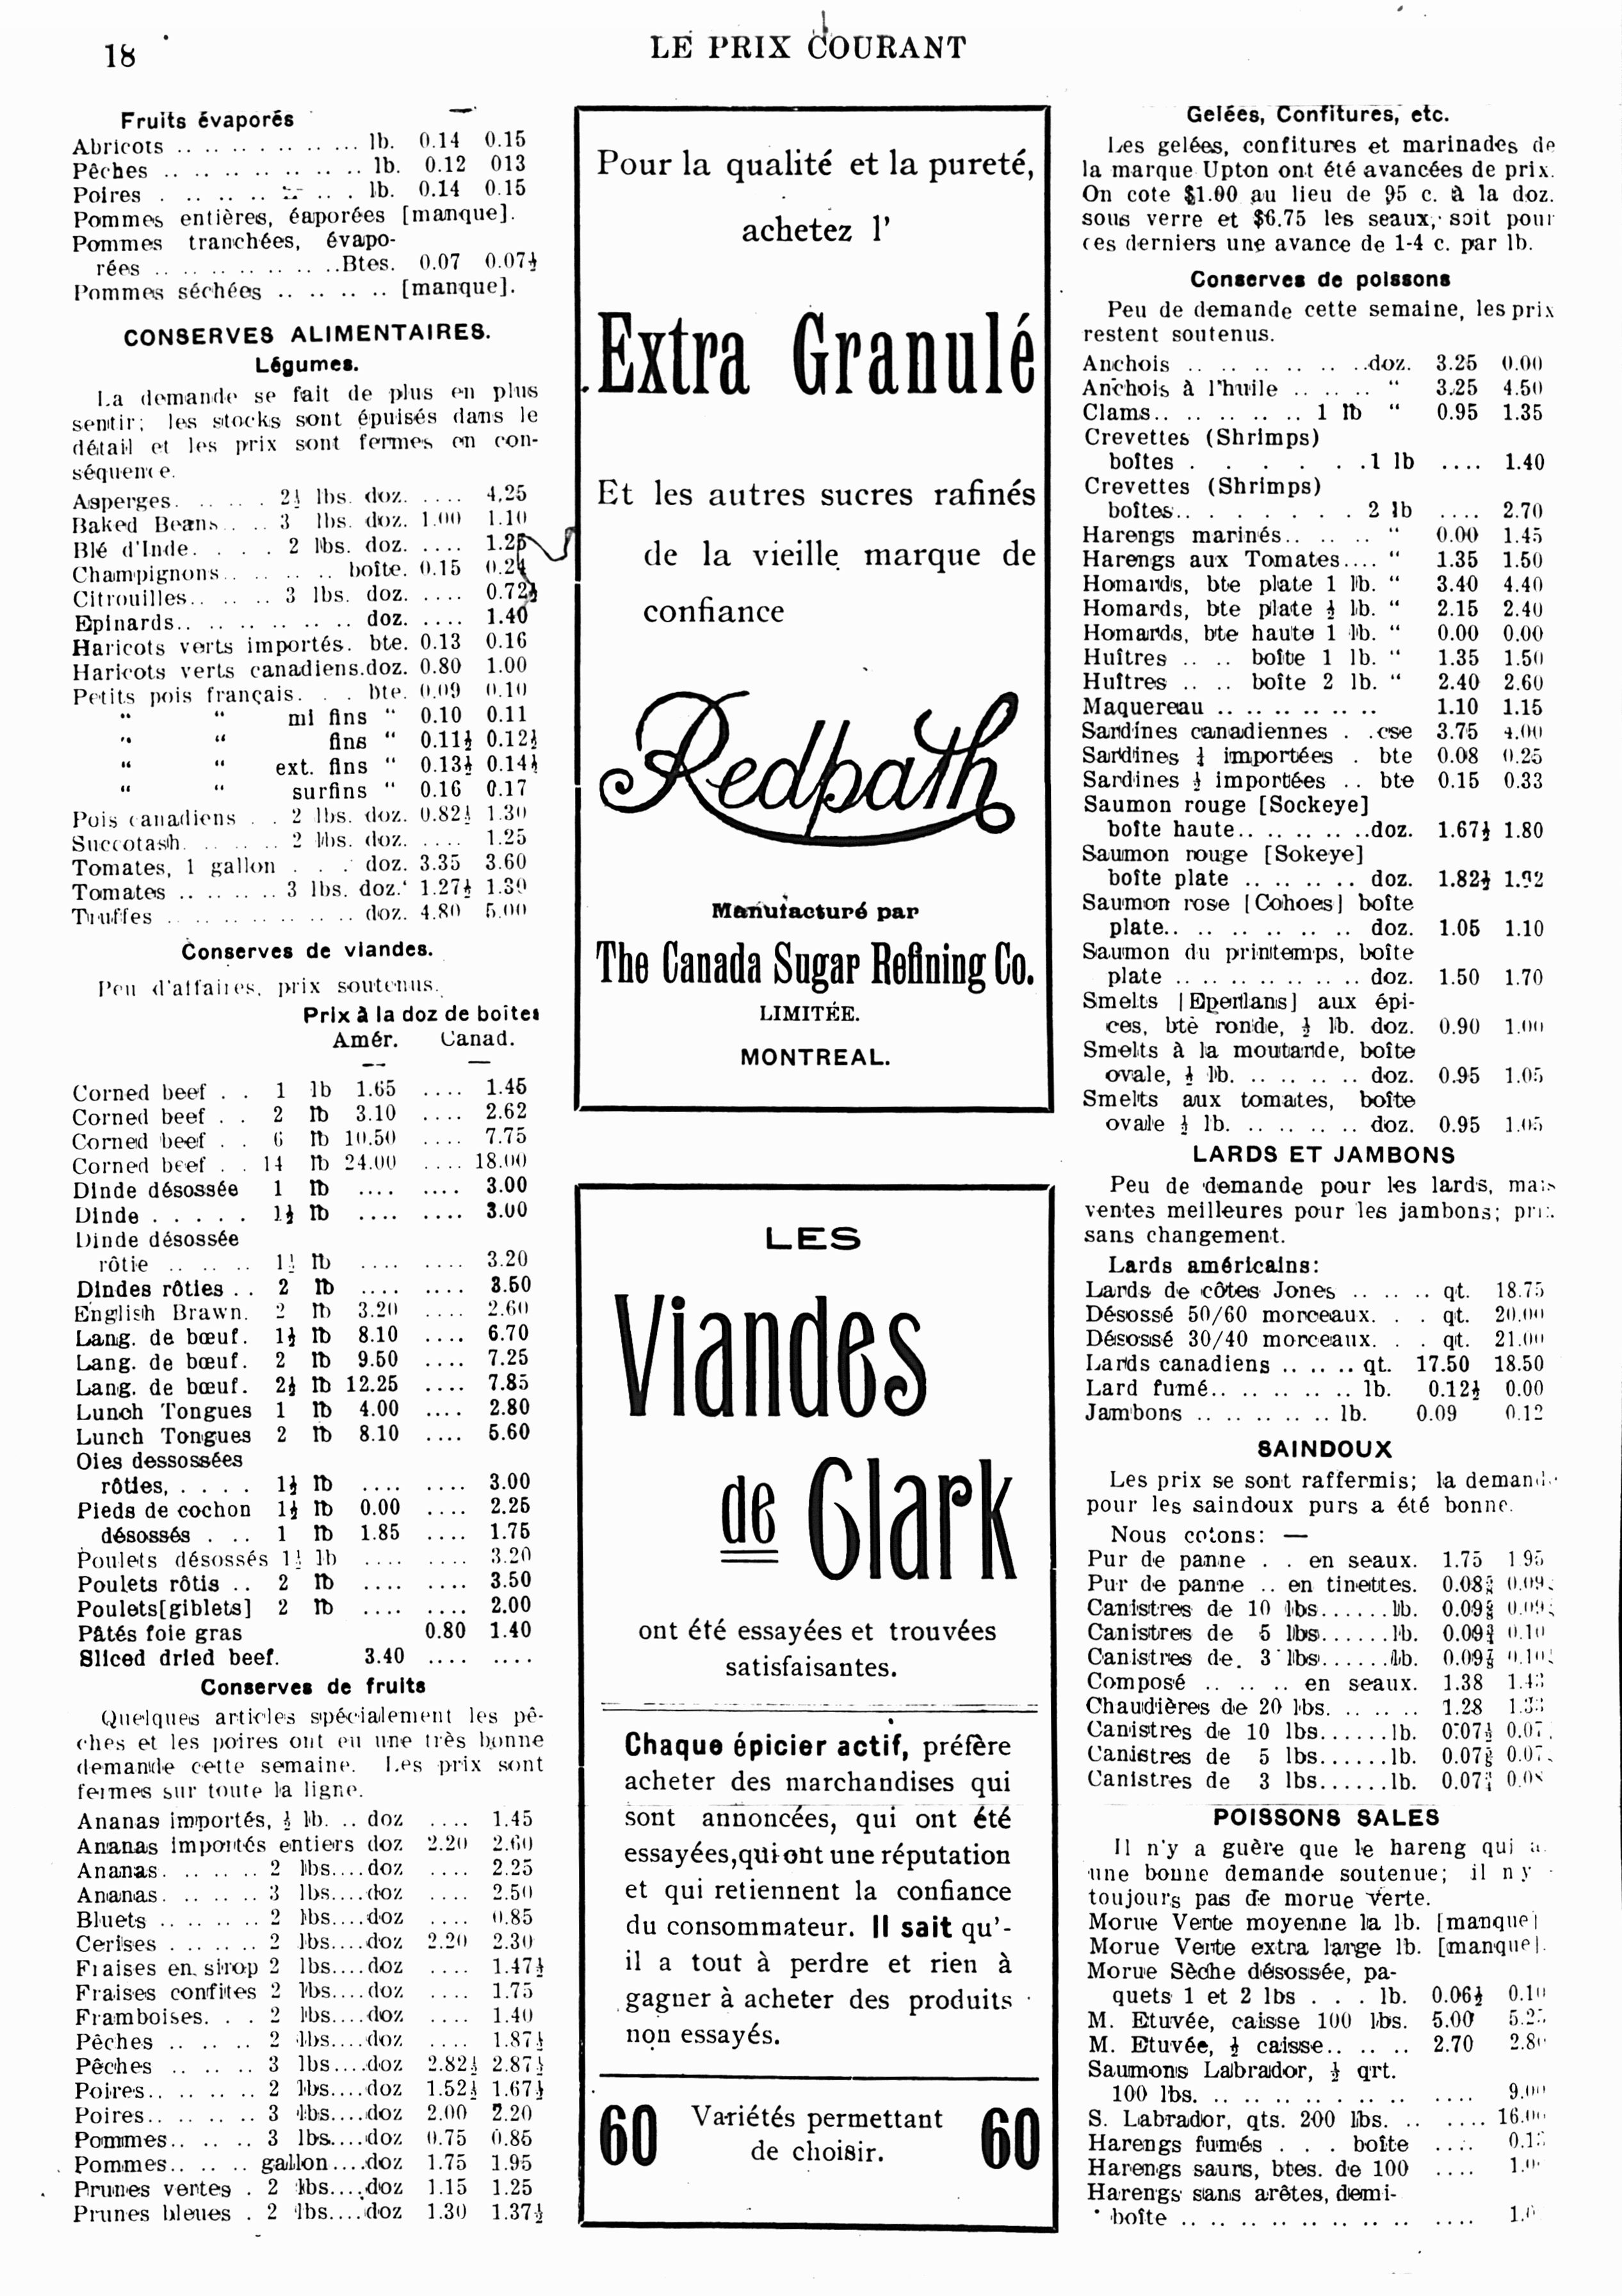 18
LE PRIX COURANT
Fruits évaporés
Abricots .. .. .. . .. .. ... lb. 0.14 0.15
Pêches .. .. .. .. .. .. .. .. lb. 0.12 013
Poires . .. .. .. .. .. . lb. 0.14 0.15
Pommes entières, éaporées [manque].
Pommes tranchées, évapo-
rées .. .. .. .. .. .. ..Btes. 0.07 0.07½
Pommes séchées .. .. .. .. [manque].
CONSERVES ALIMENTAIRES.
Légumes.
La demande se fait de plus en plus
sentir; les stocks sont épuisés dans le
détail et les prix sont fermes en con-
séquence.
Asperges. .. .. . 2½ lbs. doz. .... 4.25
Baked Beans.. .. 3 lbs. doz. 1.00 1.10
Blé d'Inde. . . . 2 lbs. doz. .... 1.25
Champignons.. .. .. .. boîte. 0.15 0.24
Citrouilles.. .. .. 3 lbs. doz. .... 0.72½
Epinards.. .. .. .. .. .. doz. .... 1.40
Haricots verts importés. bte. 0.13 0.16
Haricots verts canadiens.doz. 0.80 1.00
Petits pois français. . . bte. 0.09 0.10
“ “ mi fins “ 0.10 0.11
“ “ fins “ 0.11½ 0.12½
“ “ ext. fins “ 0.13½ 0.14½
“ “ surfins “ 0.16 0.17
Pois canadiens . . 2 lbs. doz. 0.82½ 1.30
Succotash. .. .. .. 2 lbs. doz. .... 1.25
Tomates, 1 gallon . . . doz. 3.35 3.60
Tomates .. .. .. .. 3 lbs. doz. 1.27½ 1.30
Truffes .. .. .. .. .. .. .. doz. 4.80 5.00
Conserves de viandes.
Peu d'affaires, prix soutenus.
Prix à la doz de boites
Amér. Canad.
Corned beef . . 1 lb 1.65 .... 1.45
Corned beef . . 2 lb 3.10 .... 2.62
Corned beef . . 6 lb 10.50 .... 7.75
Corned beef . . 14 lb 24.00 .... 18.00
Dinde désossée 1 lb .... .... 3.00
Dinde . . . . . 1½ lb .... .... 3.00
Dinde désossée
rôtie .. .. .. 1½ lb .... .... 3.20
Dindes rôties . . 2 lb .... .... 3.50
English Brawn. 2 lb 3.20 .... 2.60
Lang. de bœuf. 1½ lb 8.10 .... 6.70
Lang. de bœuf. 2 lb 9.50 .... 7.25
Lang. de bœuf. 2½ lb 12.25 .... 7.85
Lunch Tongues 1 lb 4.00 .... 2.80
Lunch Tongues 2 lb 8.10 .... 5.60
Oies dessossées
rôties, . . . . 1½ lb .... .... 3.00
Pieds de cochon 1½ lb 0.00 .... 2.25
désossés . .. 1 lb 1.85 .... 1.75
Poulets désossés 1½ lb .... .... 3.20
Poulets rôtis .. 2 lb .... .... 3.50
Poulets[giblets] 2 lb .... .... 2.00
Pâtés foie gras 0.80 1.40
Sliced dried beef. 3.40 .... ....
Conserves de fruits
Quelques articles spécialement les pê-
ches et les poires ont eu une très bonne
demande cette semaine. Les prix sont
fermes sur toute la ligne.
Ananas importés, ½ lb. .. doz .... 1.45
Ananas importés entiers doz 2.20 2.60
Ananas. .. .. .. 2 lbs....doz .... 2.25
Ananas. .. .. .. 3 lbs....doz .... 2.50
Bluets .. .. .. .. 2 lbs....doz .... 0.85
Cerises . .. .. .. 2 lbs....doz 2.20 2.30
Fraises en sirop 2 lbs....doz .... 1.47½
Fraises confites 2 lbs....doz .... 1.75
Framboises. . . 2 lbs....doz .... 1.40
Pêches .. .. .. 2 lbs....doz .... 1.87½
Pêches .. .. .. 3 lbs....doz 2.82½ 2.87½
Poires.. .. .. .. 2 lbs....doz 1.52½ 1.67½
Poires.. .. .. .. 3 lbs....doz 2.00 2.20
Pommes.. .. .. 3 lbs....doz 0.75 0.85
Pommes.. .. .. gallon....doz 1.75 1.95
Prunes vertes . 2 lbs....doz 1.15 1.25
Prunes bleues . 2 lbs....doz 1.30 1.37½
Pour la qualité et la pureté,
achetez l'
Extra Granulé
Et les autres sucres rafinés
de la vieille marque de
confiance
Redpath
Manufacturé par
The Canada Sugar Refining Co.
LIMITÉE.
MONTREAL.
LES
Viandes
de Clark
ont été essayées et trouvées
satisfaisantes.
Chaque épicier actif, préfère
acheter des marchandises qui
sont annoncées, qui ont été
essayées,qui ont une réputation
et qui retiennent la confiance
du consommateur. Il sait qu'-
il a tout à perdre et rien à
gagner à acheter des produits
non essayés.
60 Variétés permettant 60
de choisir.
Gelées, Confitures, etc.
Les gelées, confitures et marinades de
la marque Upton ont été avancées de prix.
On cote $1.00 au lieu de 95 c. à la doz.
sous verre et $6.75 les seaux, soit pour
ces derniers une avance de 1-4 c. par lb.
Conserves de poissons
Peu de demande cette semaine, les prix
restent soutenus.
Anchois .. .. .. .. .. ..doz. 3.25 0.00
Anchois à l'huile .. .. .. “ 3.25 4.50
Clams.. .. .. .. .. 1 lb “ 0.95 1.35
Crevettes (Shrimps)
boîtes . . . . . .1 lb .... 1.40
Crevettes (Shrimps)
boîtes.. . . . . . . 2 lb .... 2.70
Harengs marinés.. .. .. .. “ 0.00 1.45
Harengs aux Tomates.... “ 1.35 1.50
Homards, bte plate 1 lb. “ 3.40 4.40
Homards, bte plate ½ lb. “ 2.15 2.40
Homards, bte haute 1 lb. “ 0.00 0.00
Huîtres .. .. boîte 1 lb. “ 1.35 1.50
Huîtres .. .. boîte 2 lb. “ 2.40 2.60
Maquereau .. .. .. .. .. 1.10 1.15
Sardines canadiennes . .cse 3.75 4.00
Sardines ¼ importées . bte 0.08 0.25
Sardines ½ importées .. bte 0.15 0.33
Saumon rouge [Sockeye]
boîte haute.. .. .. .. ..doz. 1.67½ 1.80
Saumon rouge [Sokeye]
boîte plate .. .. .. .. doz. 1.82½ 1.92
Saumon rose [Cohoes] boîte
plate.. .. .. .. .. .. doz. 1.05 1.10
Saumon du printemps, boîte
plate .. .. .. .. .. .. .. doz. 1.50 1.70
Smelts [Eperlans] aux épi-
ces, bte ronde, ½ lb. doz. 0.90 1.00
Smelts à la moutarde, boîte
ovale, ½ lb. .. .. .. .. doz. 0.95 1.05
Smelts aux tomates, boîte
ovale ½ lb. .. .. .. .. doz. 0.95 1.05
LARDS ET JAMBONS
Peu de demande pour les lards, mais
ventes meilleures pour les jambons;
sans changement.
Lards américains:
Lards de côtes Jones .. .. .. qt. 18.75
Désossé 50/60 morceaux. . . qt. 20.00
Désossé 30/40 morceaux. . . qt. 21.00
Lards canadiens .. .. .. qt. 17.50 18.50
Lard fumé.. .. .. .. .. lb. 0.12½ 0.00
Jambons .. .. .. .. .. lb. 0.09 0.12
SAINDOUX
Les prix se sont raffermis; la demande
pour les saindoux purs a été bonne.
Nous cotons: —
Pur de panne . . en seaux. 1.75 1.95
Pur de panne .. en tinettes.
Canistres de 10 lbs......lb.
Canistres de 5 lbs......lb. 0.10
Canistres de 3 lbs......lb.
Composé .. .. .. en seaux. 1.38
Chaudières de 20 lbs. .. .. .. 1.28
Canistres de 10 lbs......lb.
Canistres de 5 lbs......lb.
Canistres de 3 lbs......lb.
POISSONS SALES
Il n'y a guère que le hareng qui a
une bonne demande soutenue; il n'y
toujours pas de morue verte.
Morue Verte moyenne la lb. [manque]
Morue Verte extra large lb. [manque].
Morue Sèche désossée, pa-
quets 1 et 2 lbs . . . lb. 0.06½ 0.10
M. Etuvée, caisse 100 lbs. 5.00
M. Etuvée, ½ caisse.. .. .. 2.70
Saumons Labrador, ½ qrt.
100 lbs. .. .. .. .. .. .. .... 9.00
S. Labrador, qts. 200 lbs. .. .... 16.00
Harengs fumés . . . boîte ....
Harengs saurs, btes. de 100 ....
Harengs sans arêtes, demi-
boîte .. .. .. .. .. .. .. ....